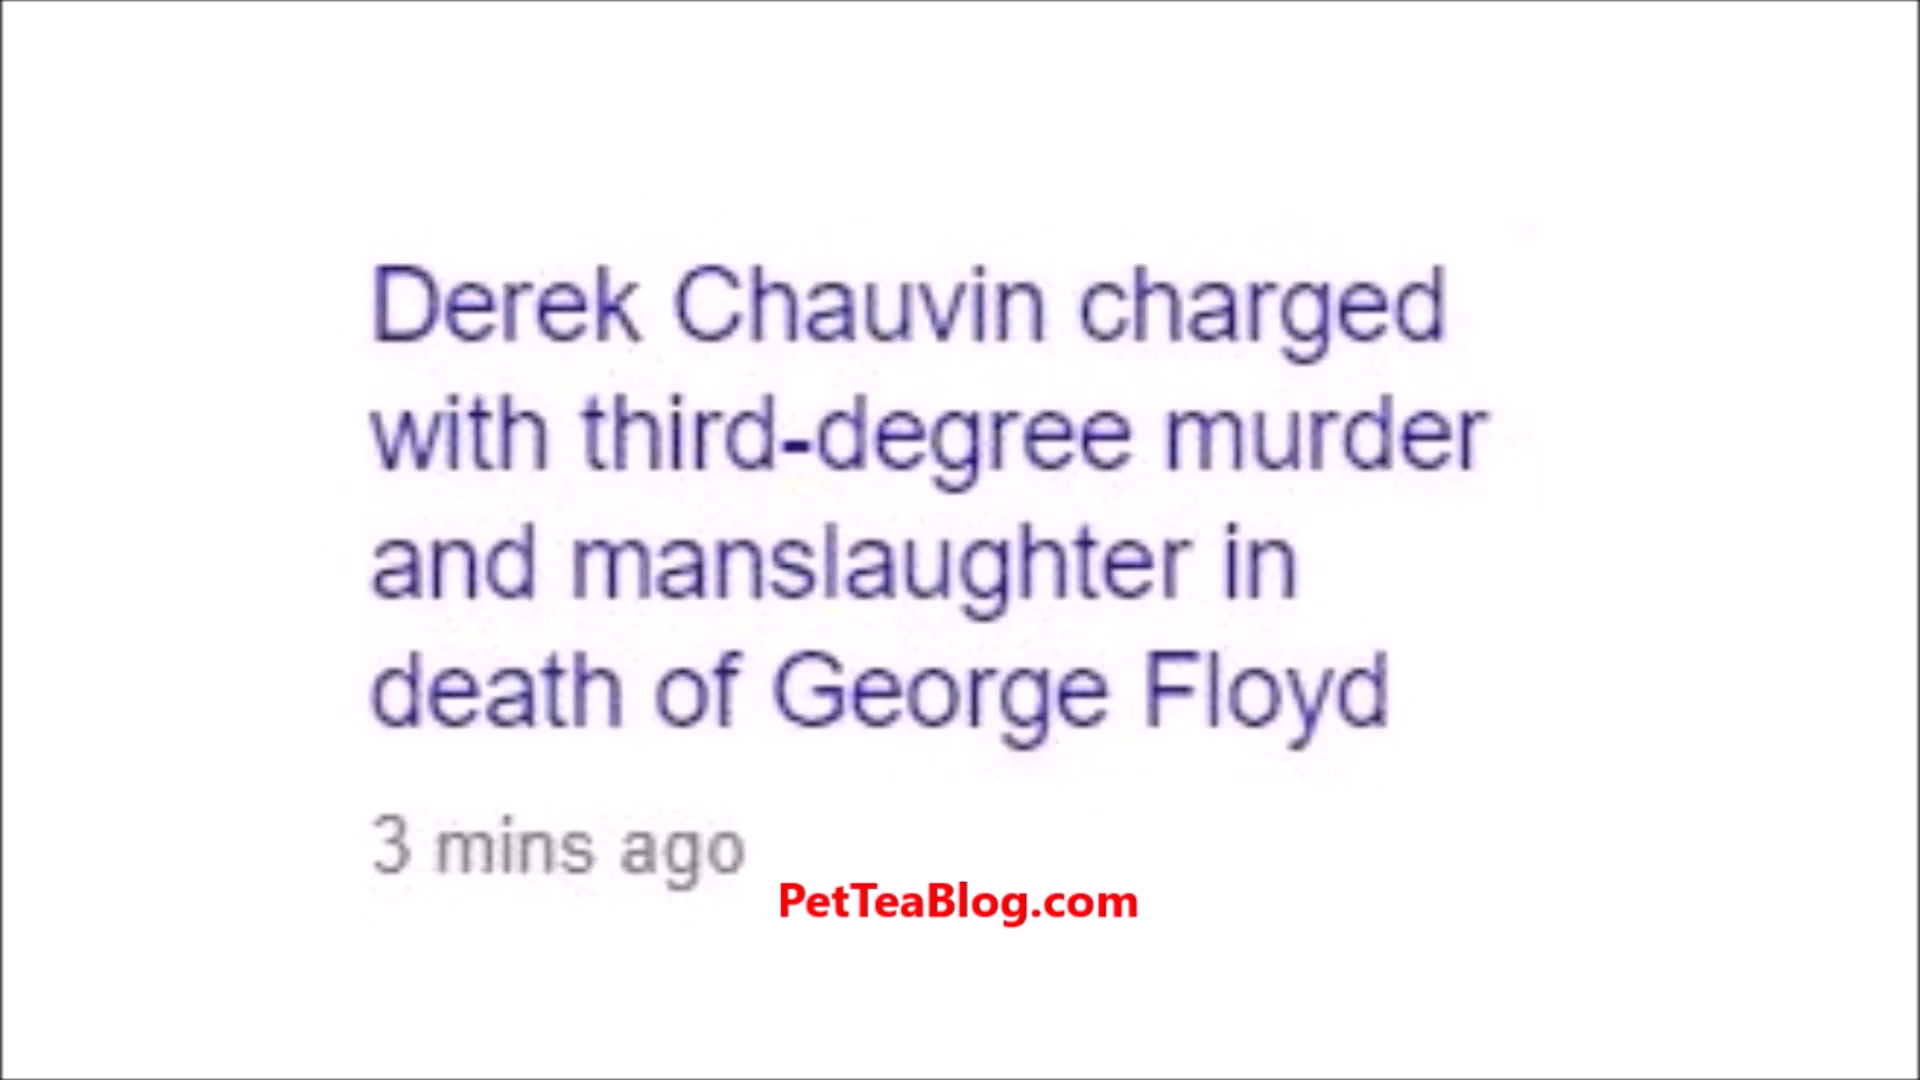 Derek Chauvin charged
with third-degree murder
and manslaughter in
death of George Floyd
3 mins ago
PetTeaBlog.com